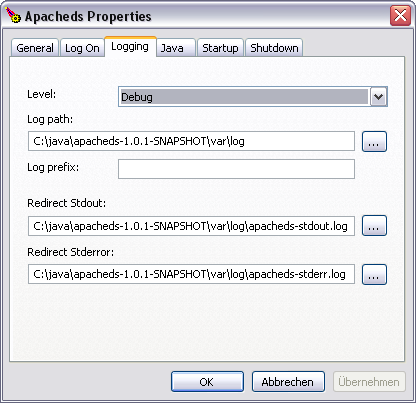 Apacheds Properties
General Log On Logging Java Startup Shutdown
Level: Debug
Log path:
C:\java\apacheds-1.0.1-SNAPSHOT\var\log ...
Log prefix:
Redirect Stdout:
C:\java\apacheds-1.0.1-SNAPSHOT\var\log\apacheds-stdout.log ...
Redirect Stderror:
C:\java\apacheds-1.0.1-SNAPSHOT\var\log\apacheds-stderr.log ...
OK Abbrechen Übernehmen